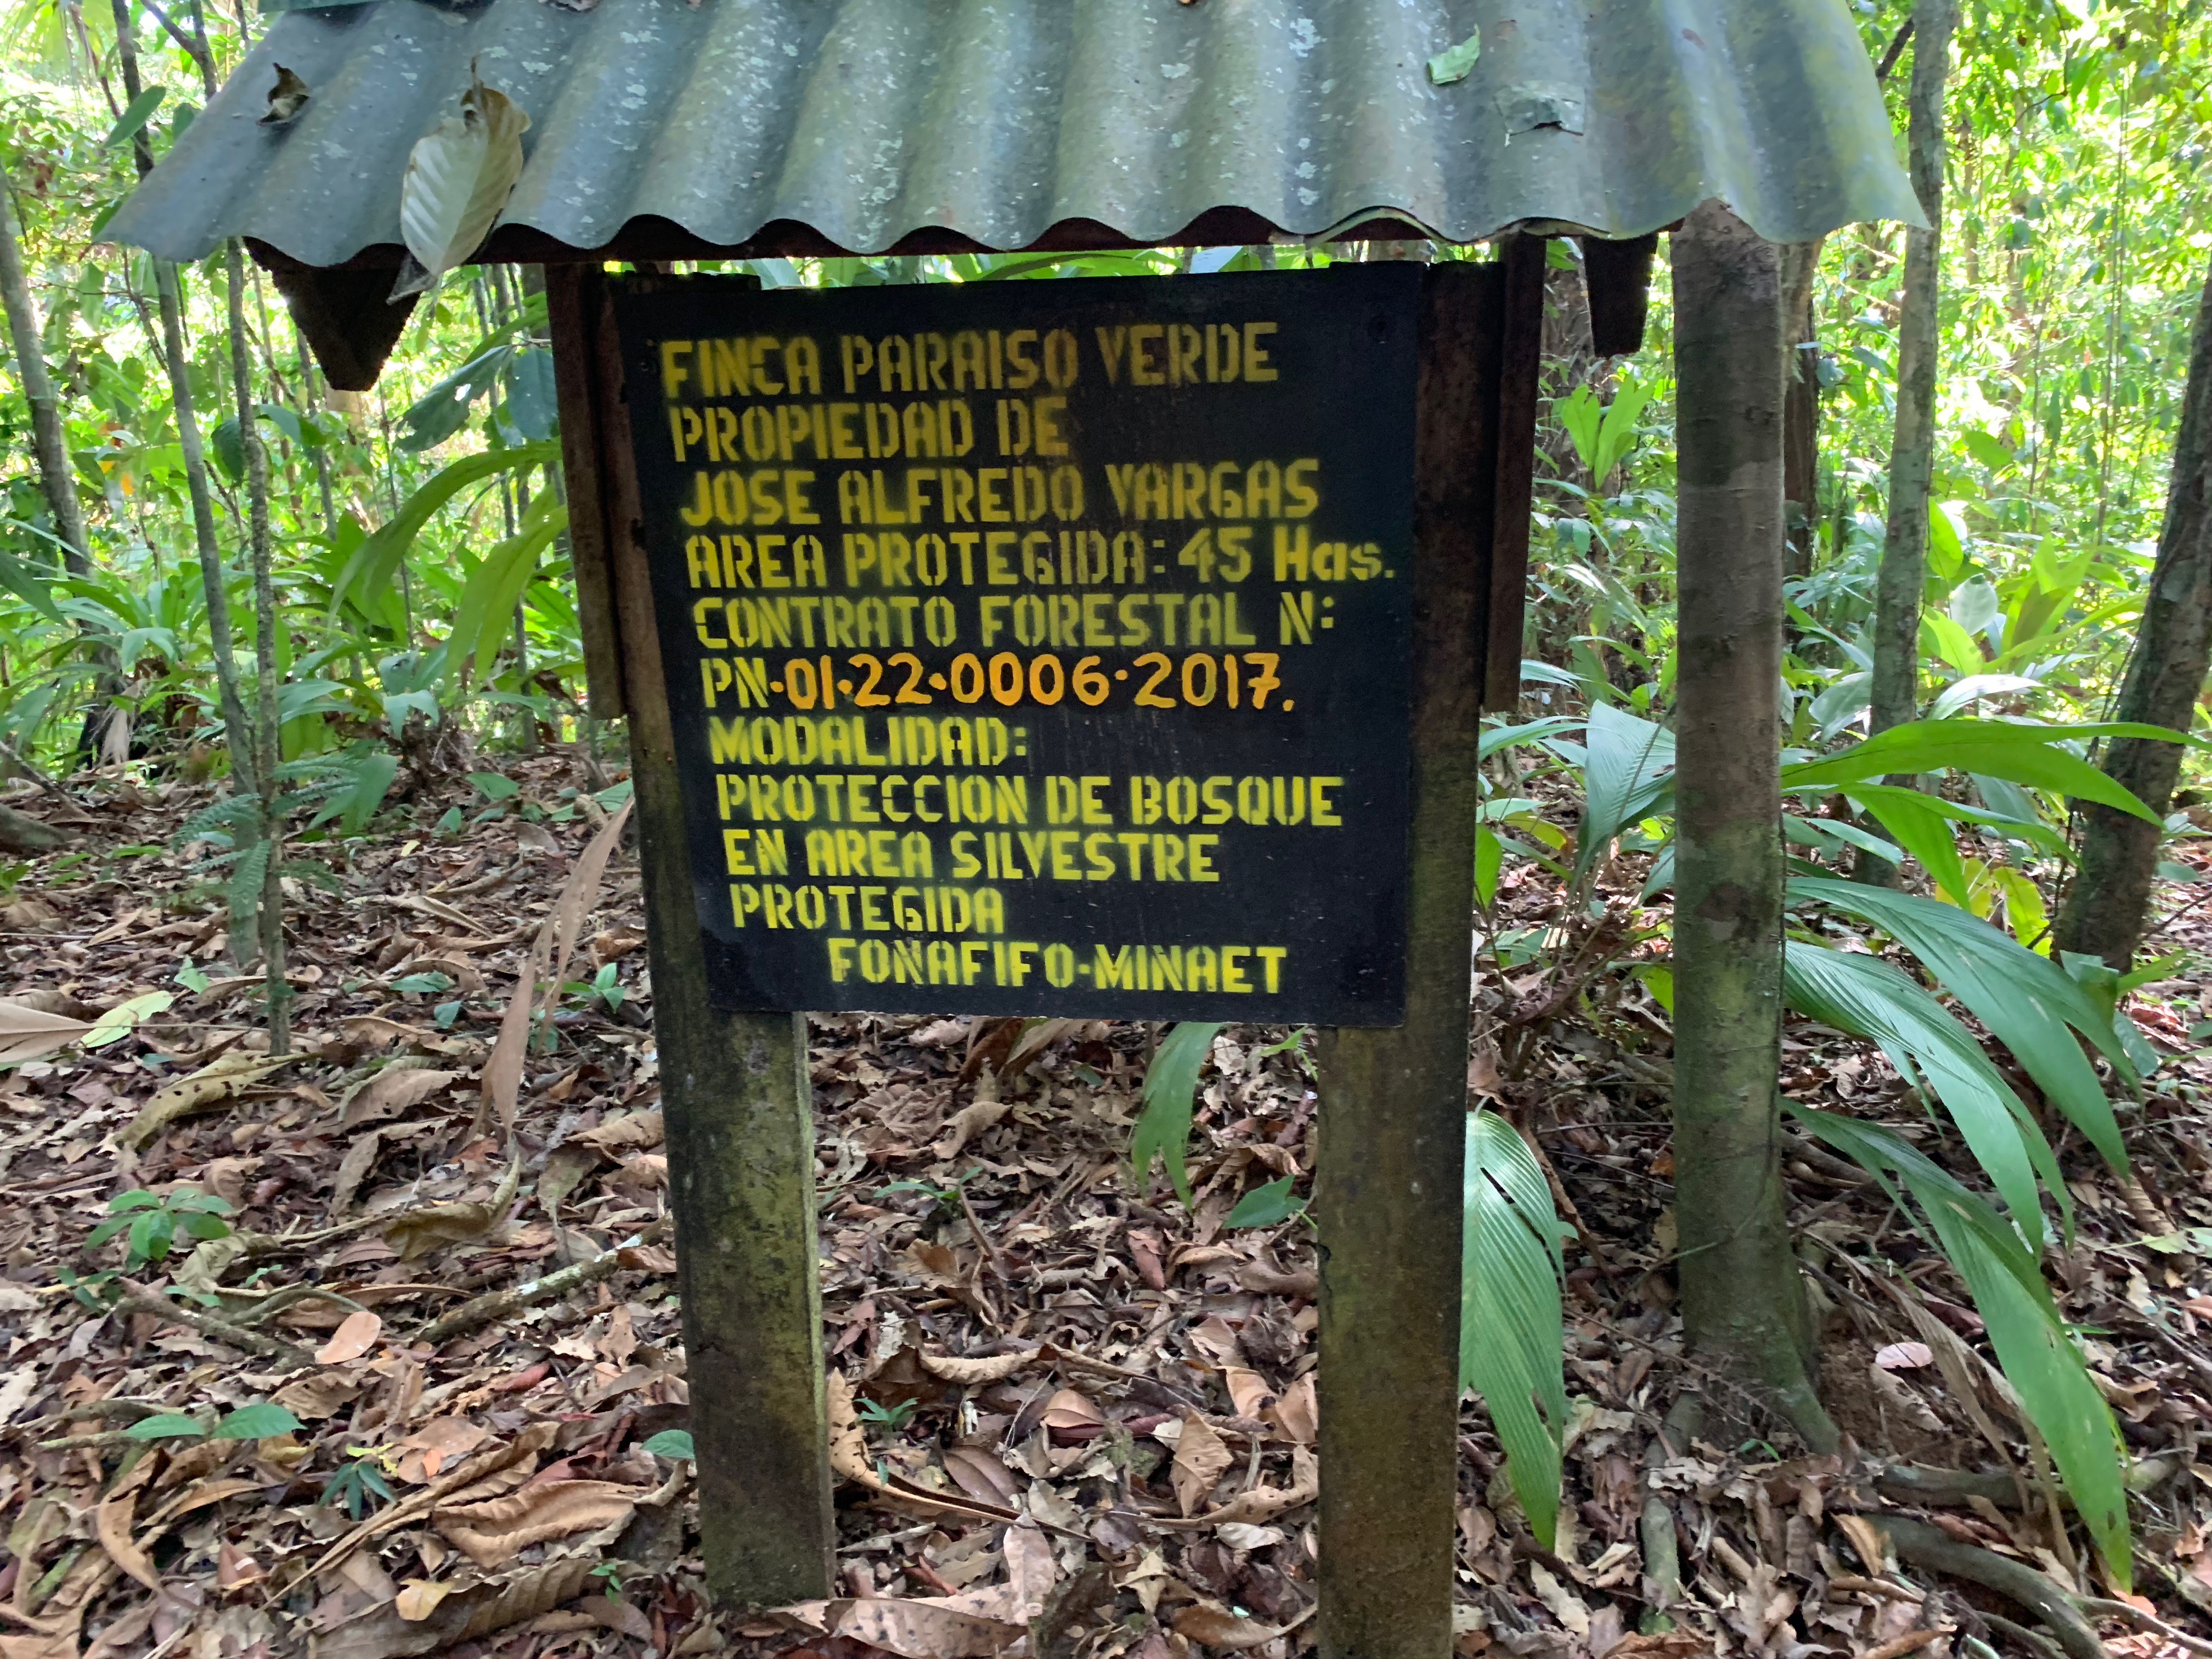 FINCA PARAISO VERDE
PROPIEDAD DE
JOSE ALFREDO VARGAS
AREA PROTEGIDA: 45 Has.
CONTRATO FORESTAL N:
PN·01·22·0006·2017.
MODALIDAD:
PROTECCION DE BOSQUE
EN AREA SILVESTRE
PROTEGIDA
FONAFIFO-MINAET